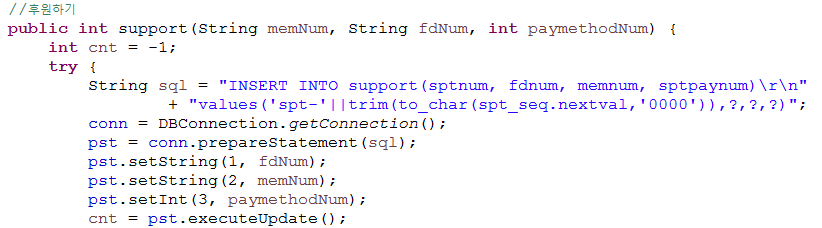 //후원하기
public int support(String memNum, String fdNum, int paymethodNum) {
    int cnt = -1;
    try {
        String sql = "INSERT INTO support(sptnum, fdnum, memnum, sptpaynum)\r\n"
                + "values('spt-'||trim(to_char(spt_seq.nextval,'0000')),?,?,?)";
        conn = DBConnection.getConnection();
        pst = conn.prepareStatement(sql);
        pst.setString(1, fdNum);
        pst.setString(2, memNum);
        pst.setInt(3, paymethodNum);
        cnt = pst.executeUpdate();